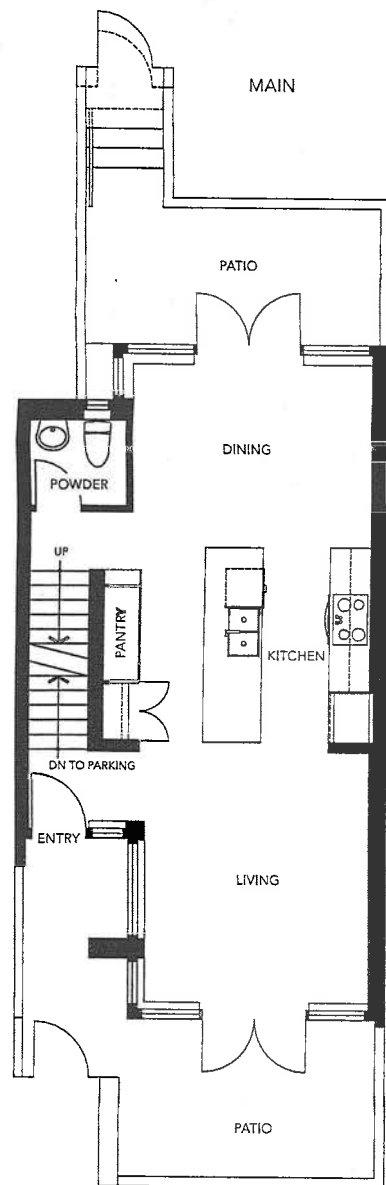 MAIN
PATIO
DINING
POWDER
UP
PANTRY
KITCHEN
DN TO PARKING
ENTRY
LIVING
PATIO